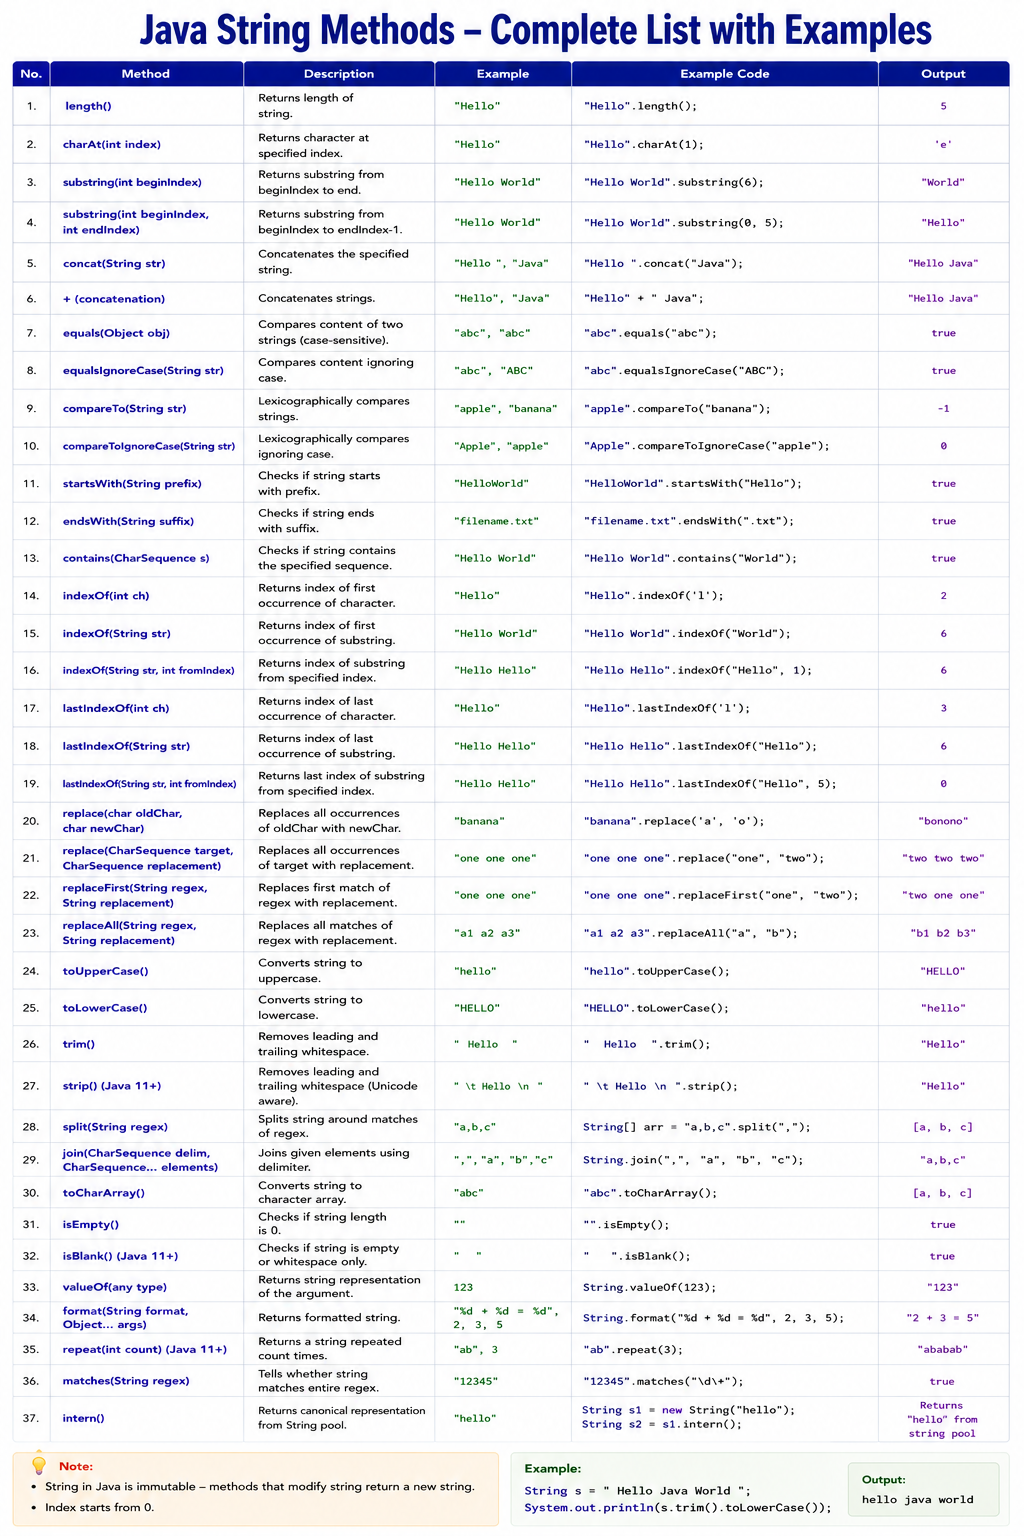 Java String Methods – Complete List with Examples
No. Method Description Example Example Code Output
1. length() Returns length of string. "Hello" "Hello".length(); 5
2. charAt(int index) Returns character at specified index. "Hello" "Hello".charAt(1); 'e'
3. substring(int beginIndex) Returns substring from beginIndex to end. "Hello World" "Hello World".substring(6); "World"
4. substring(int beginIndex, int endIndex) Returns substring from beginIndex to endIndex-1. "Hello World" "Hello World".substring(0, 5); "Hello"
5. concat(String str) Concatenates the specified string. "Hello ", "Java" "Hello ".concat("Java"); "Hello Java"
6. + (concatenation) Concatenates strings. "Hello", "Java" "Hello" + " Java"; "Hello Java"
7. equals(Object obj) Compares content of two strings (case-sensitive). "abc", "abc" "abc".equals("abc"); true
8. equalsIgnoreCase(String str) Compares content ignoring case. "abc", "ABC" "abc".equalsIgnoreCase("ABC"); true
9. compareTo(String str) Lexicographically compares strings. "apple", "banana" "apple".compareTo("banana"); -1
10. compareToIgnoreCase(String str) Lexicographically compares ignoring case. "Apple", "apple" "Apple".compareToIgnoreCase("apple"); 0
11. startsWith(String prefix) Checks if string starts with prefix. "HelloWorld" "HelloWorld".startsWith("Hello"); true
12. endsWith(String suffix) Checks if string ends with suffix. "filename.txt" "filename.txt".endsWith(".txt"); true
13. contains(CharSequence s) Checks if string contains the specified sequence. "Hello World" "Hello World".contains("World"); true
14. indexOf(int ch) Returns index of first occurrence of character. "Hello" "Hello".indexOf('l'); 2
15. indexOf(String str) Returns index of first occurrence of substring. "Hello World" "Hello World".indexOf("World"); 6
16. indexOf(String str, int fromIndex) Returns index of substring from specified index. "Hello Hello" "Hello Hello".indexOf("Hello", 1); 6
17. lastIndexOf(int ch) Returns index of last occurrence of character. "Hello" "Hello".lastIndexOf('l'); 3
18. lastIndexOf(String str) Returns index of last occurrence of substring. "Hello Hello" "Hello Hello".lastIndexOf("Hello"); 6
19. lastIndexOf(String str, int fromIndex) Returns last index of substring from specified index. "Hello Hello" "Hello Hello".lastIndexOf("Hello", 5); 0
20. replace(char oldChar, char newChar) Replaces all occurrences of oldChar with newChar. "banana" "banana".replace('a', 'o'); "bonono"
21. replace(CharSequence target, CharSequence replacement) Replaces all occurrences of target with replacement. "one one one" "one one one".replace("one", "two"); "two two two"
22. replaceFirst(String regex, String replacement) Replaces first match of regex with replacement. "one one one" "one one one".replaceFirst("one", "two"); "two one one"
23. replaceAll(String regex, String replacement) Replaces all matches of regex with replacement. "a1 a2 a3" "a1 a2 a3".replaceAll("a", "b"); "b1 b2 b3"
24. toUpperCase() Converts string to uppercase. "hello" "hello".toUpperCase(); "HELLO"
25. toLowerCase() Converts string to lowercase. "HELLO" "HELLO".toLowerCase(); "hello"
26. trim() Removes leading and trailing whitespace. "  Hello  " "  Hello  ".trim(); "Hello"
27. strip() (Java 11+) Removes leading and trailing whitespace (Unicode aware). " \t Hello \n " " \t Hello \n ".strip(); "Hello"
28. split(String regex) Splits string around matches of regex. "a,b,c" String[] arr = "a,b,c".split(","); [a, b, c]
29. join(CharSequence delim, CharSequence... elements) Joins given elements using delimiter. ",","a","b","c" String.join(",", "a", "b", "c"); "a,b,c"
30. toCharArray() Converts string to character array. "abc" "abc".toCharArray(); [a, b, c]
31. isEmpty() Checks if string length is 0. "" "".isEmpty(); true
32. isBlank() (Java 11+) Checks if string is empty or whitespace only. "  " "   ".isBlank(); true
33. valueOf(any type) Returns string representation of the argument. 123 String.valueOf(123); "123"
34. format(String format, Object... args) Returns formatted string. "%d + %d = %d", 2, 3, 5 String.format("%d + %d = %d", 2, 3, 5); "2 + 3 = 5"
35. repeat(int count) (Java 11+) Returns a string repeated count times. "ab", 3 "ab".repeat(3); "ababab"
36. matches(String regex) Tells whether string matches entire regex. "12345" "12345".matches("\d\+"); true
37. intern() Returns canonical representation from String pool. "hello" String s1 = new String("hello"); String s2 = s1.intern(); Returns "hello" from string pool
Note:
• String in Java is immutable – methods that modify string return a new string.
• Index starts from 0.
Example:
String s = " Hello Java World ";
System.out.println(s.trim().toLowerCase());
Output:
hello java world